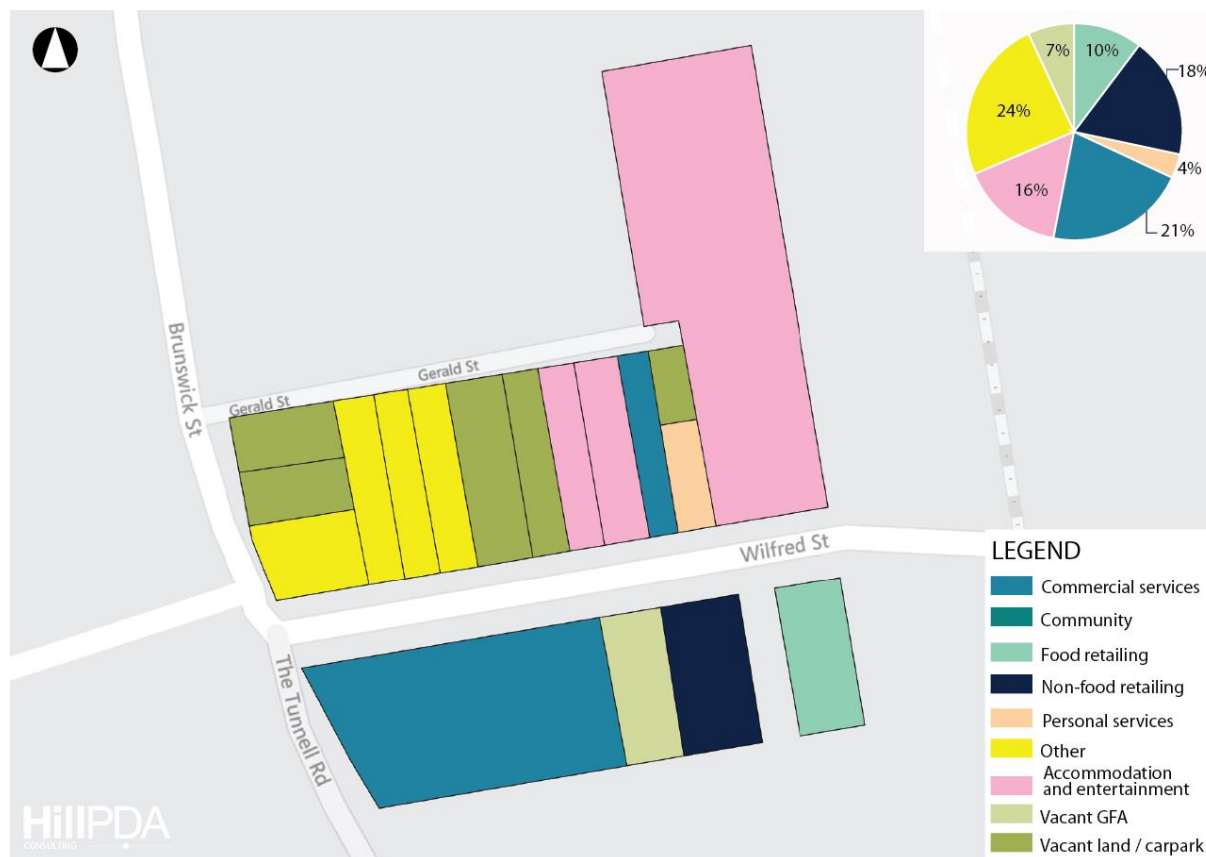 7%
10%
18%
24%
4%
16%
21%
Brunswick St
Gerald St
Gerald St
Wilfred St
The Tunnell Rd
LEGEND
Commercial services
Community
Food retailing
Non-food retailing
Personal services
Other
Accommodation
and entertainment
Vacant GFA
Vacant land / carpark
HillPDA
CONSULTING